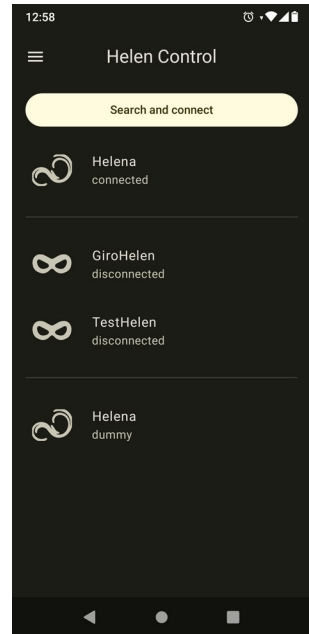 12:58
Helen Control
Search and connect
Helena
connected
GiroHelen
disconnected
TestHelen
disconnected
Helena
dummy